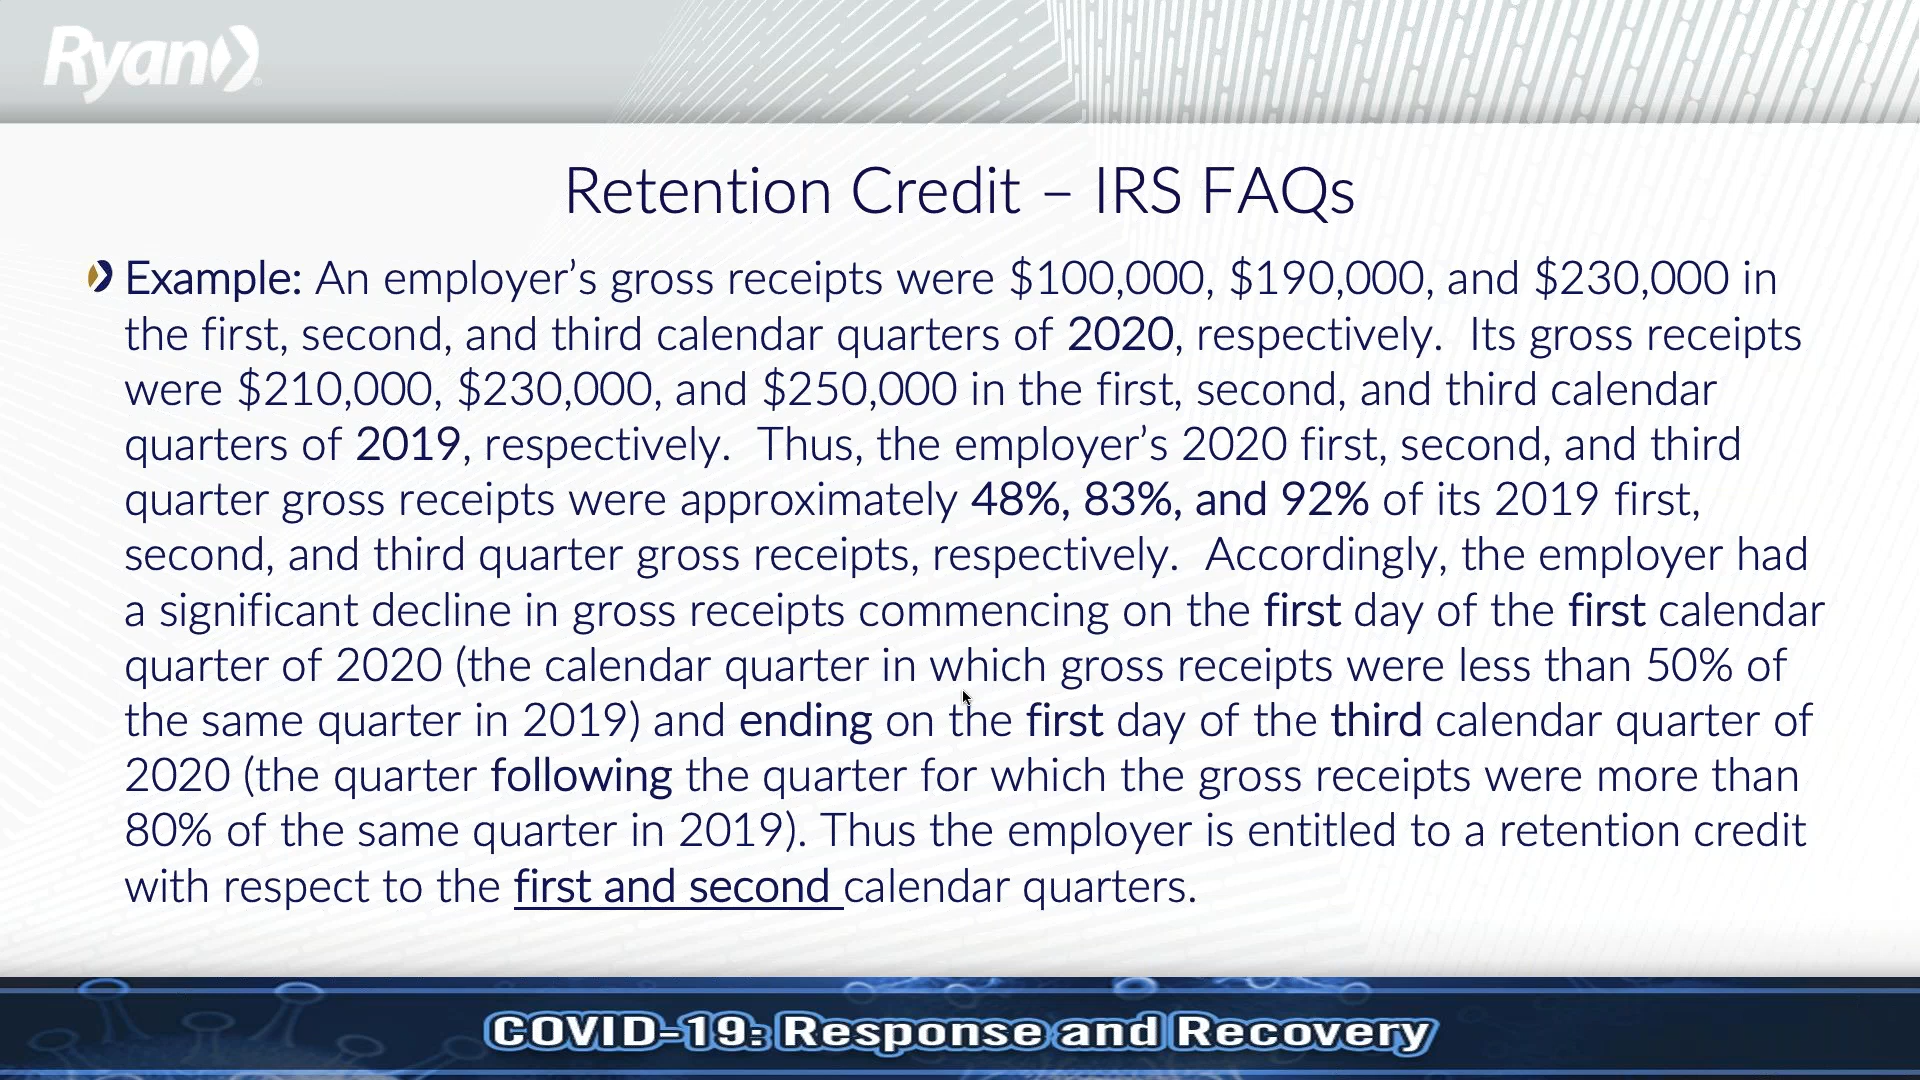 Ryan
Retention Credit – IRS FAQs
Example: An employer’s gross receipts were $100,000, $190,000, and $230,000 in
the first, second, and third calendar quarters of 2020, respectively.  Its gross receipts
were $210,000, $230,000, and $250,000 in the first, second, and third calendar
quarters of 2019, respectively.  Thus, the employer’s 2020 first, second, and third
quarter gross receipts were approximately 48%, 83%, and 92% of its 2019 first,
second, and third quarter gross receipts, respectively.  Accordingly, the employer had
a significant decline in gross receipts commencing on the first day of the first calendar
quarter of 2020 (the calendar quarter in which gross receipts were less than 50% of
the same quarter in 2019) and ending on the first day of the third calendar quarter of
2020 (the quarter following the quarter for which the gross receipts were more than
80% of the same quarter in 2019). Thus the employer is entitled to a retention credit
with respect to the first and second calendar quarters.
COVID-19: Response and Recovery